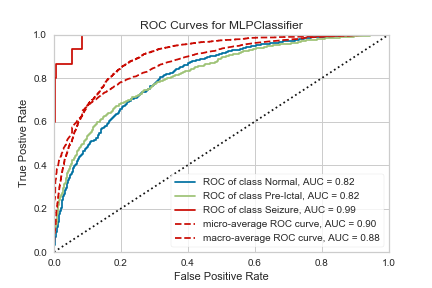 ROC Curves for MLPClassifier
True Postive Rate
1.0
0.8
0.6
0.4
0.2
0.0
ROC of class Normal, AUC = 0.82
ROC of class Pre-Ictal, AUC = 0.82
ROC of class Seizure, AUC = 0.99
micro-average ROC curve, AUC = 0.90
macro-average ROC curve, AUC = 0.88
0.0 0.2 0.4 0.6 0.8 1.0
False Positive Rate